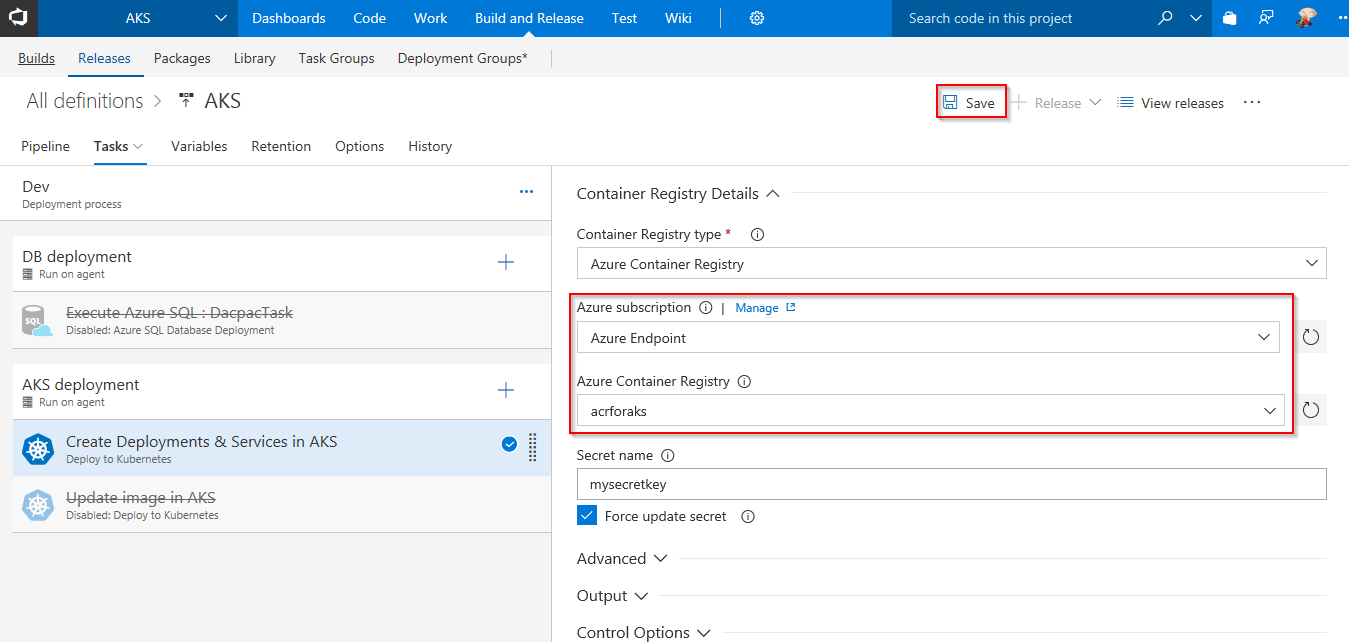 AKS Dashboards Code Work Build and Release Test Wiki Search code in this project
Builds Releases Packages Library Task Groups Deployment Groups*
All definitions > AKS Save + Release View releases ...
Pipeline Tasks Variables Retention Options History
Dev
Deployment process
Container Registry Details
DB deployment
Run on agent
Container Registry type *
Azure Container Registry
SQL
Execute Azure SQL : DacpacTask
Disabled: Azure SQL Database Deployment
Azure subscription | Manage
Azure Endpoint
AKS deployment
Run on agent
Azure Container Registry
acrforaks
Create Deployments & Services in AKS
Deploy to Kubernetes
Secret name
mysecretkey
Update image in AKS
Disabled: Deploy to Kubernetes
Force update secret
Advanced
Output
Control Options